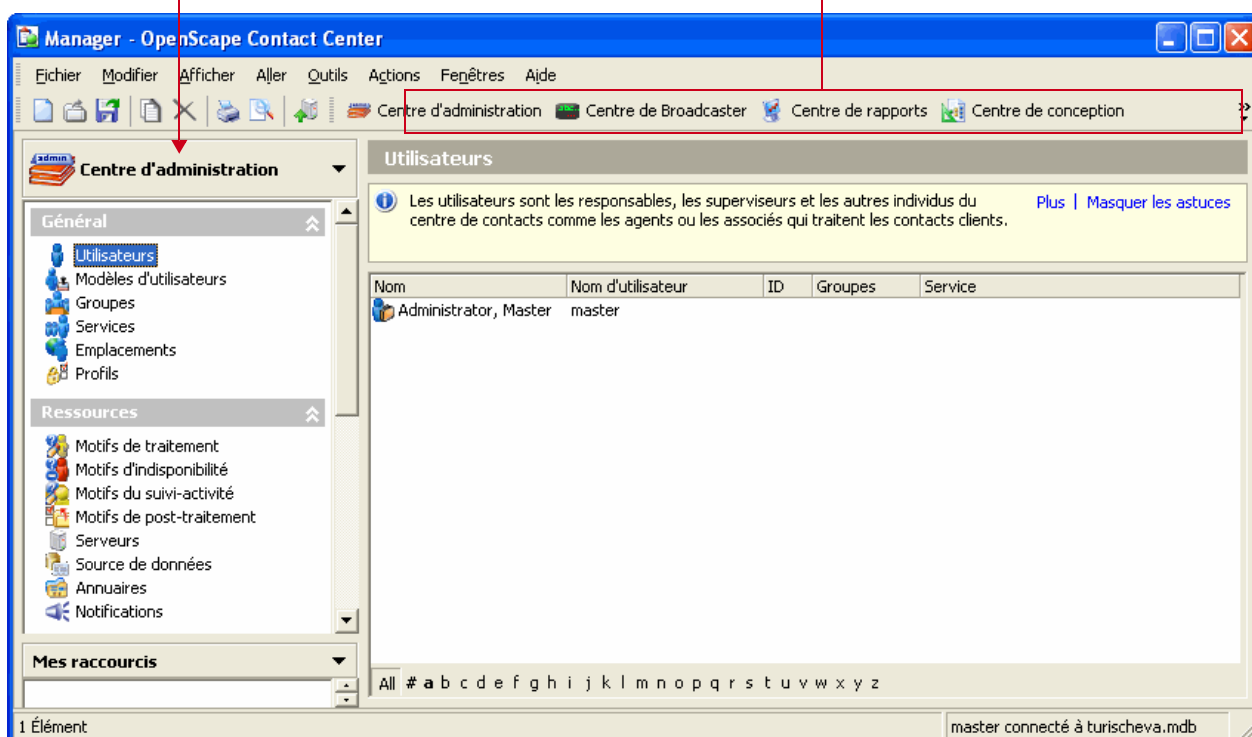 Manager - OpenScape Contact Center
Fichier Modifier Afficher Aller Outils Actions Fenêtres Aide
Centre d'administration Centre de Broadcaster Centre de rapports Centre de conception
admin
Centre d'administration
Général
Utilisateurs
Modèles d'utilisateurs
Groupes
Services
Emplacements
Profils
Ressources
Motifs de traitement
Motifs d'indisponibilité
Motifs du suivi-activité
Motifs de post-traitement
Serveurs
Source de données
Annuaires
Notifications
Mes raccourcis
Utilisateurs
Les utilisateurs sont les responsables, les superviseurs et les autres individus du
centre de contacts comme les agents ou les associés qui traitent les contacts clients.
Plus | Masquer les astuces
Nom Nom d'utilisateur ID Groupes Service
Administrator, Master master
All # a b c d e f g h i j k l m n o p q r s t u v w x y z
1 Élément
master connecté à turischeva.mdb